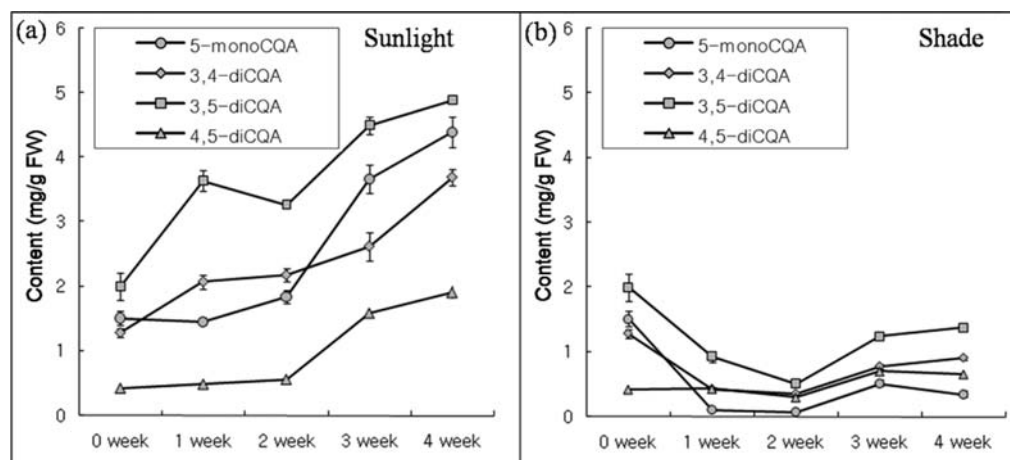 (a)
Sunlight
5-monoCQA
3,4-diCQA
3,5-diCQA
4,5-diCQA
Content (mg/g FW)
6
5
4
3
2
1
0
0 week 1 week 2 week 3 week 4 week
(b)
Shade
5-monoCQA
3,4-diCQA
3,5-diCQA
4,5-diCQA
Content (mg/g FW)
6
5
4
3
2
1
0
0 week 1 week 2 week 3 week 4 week